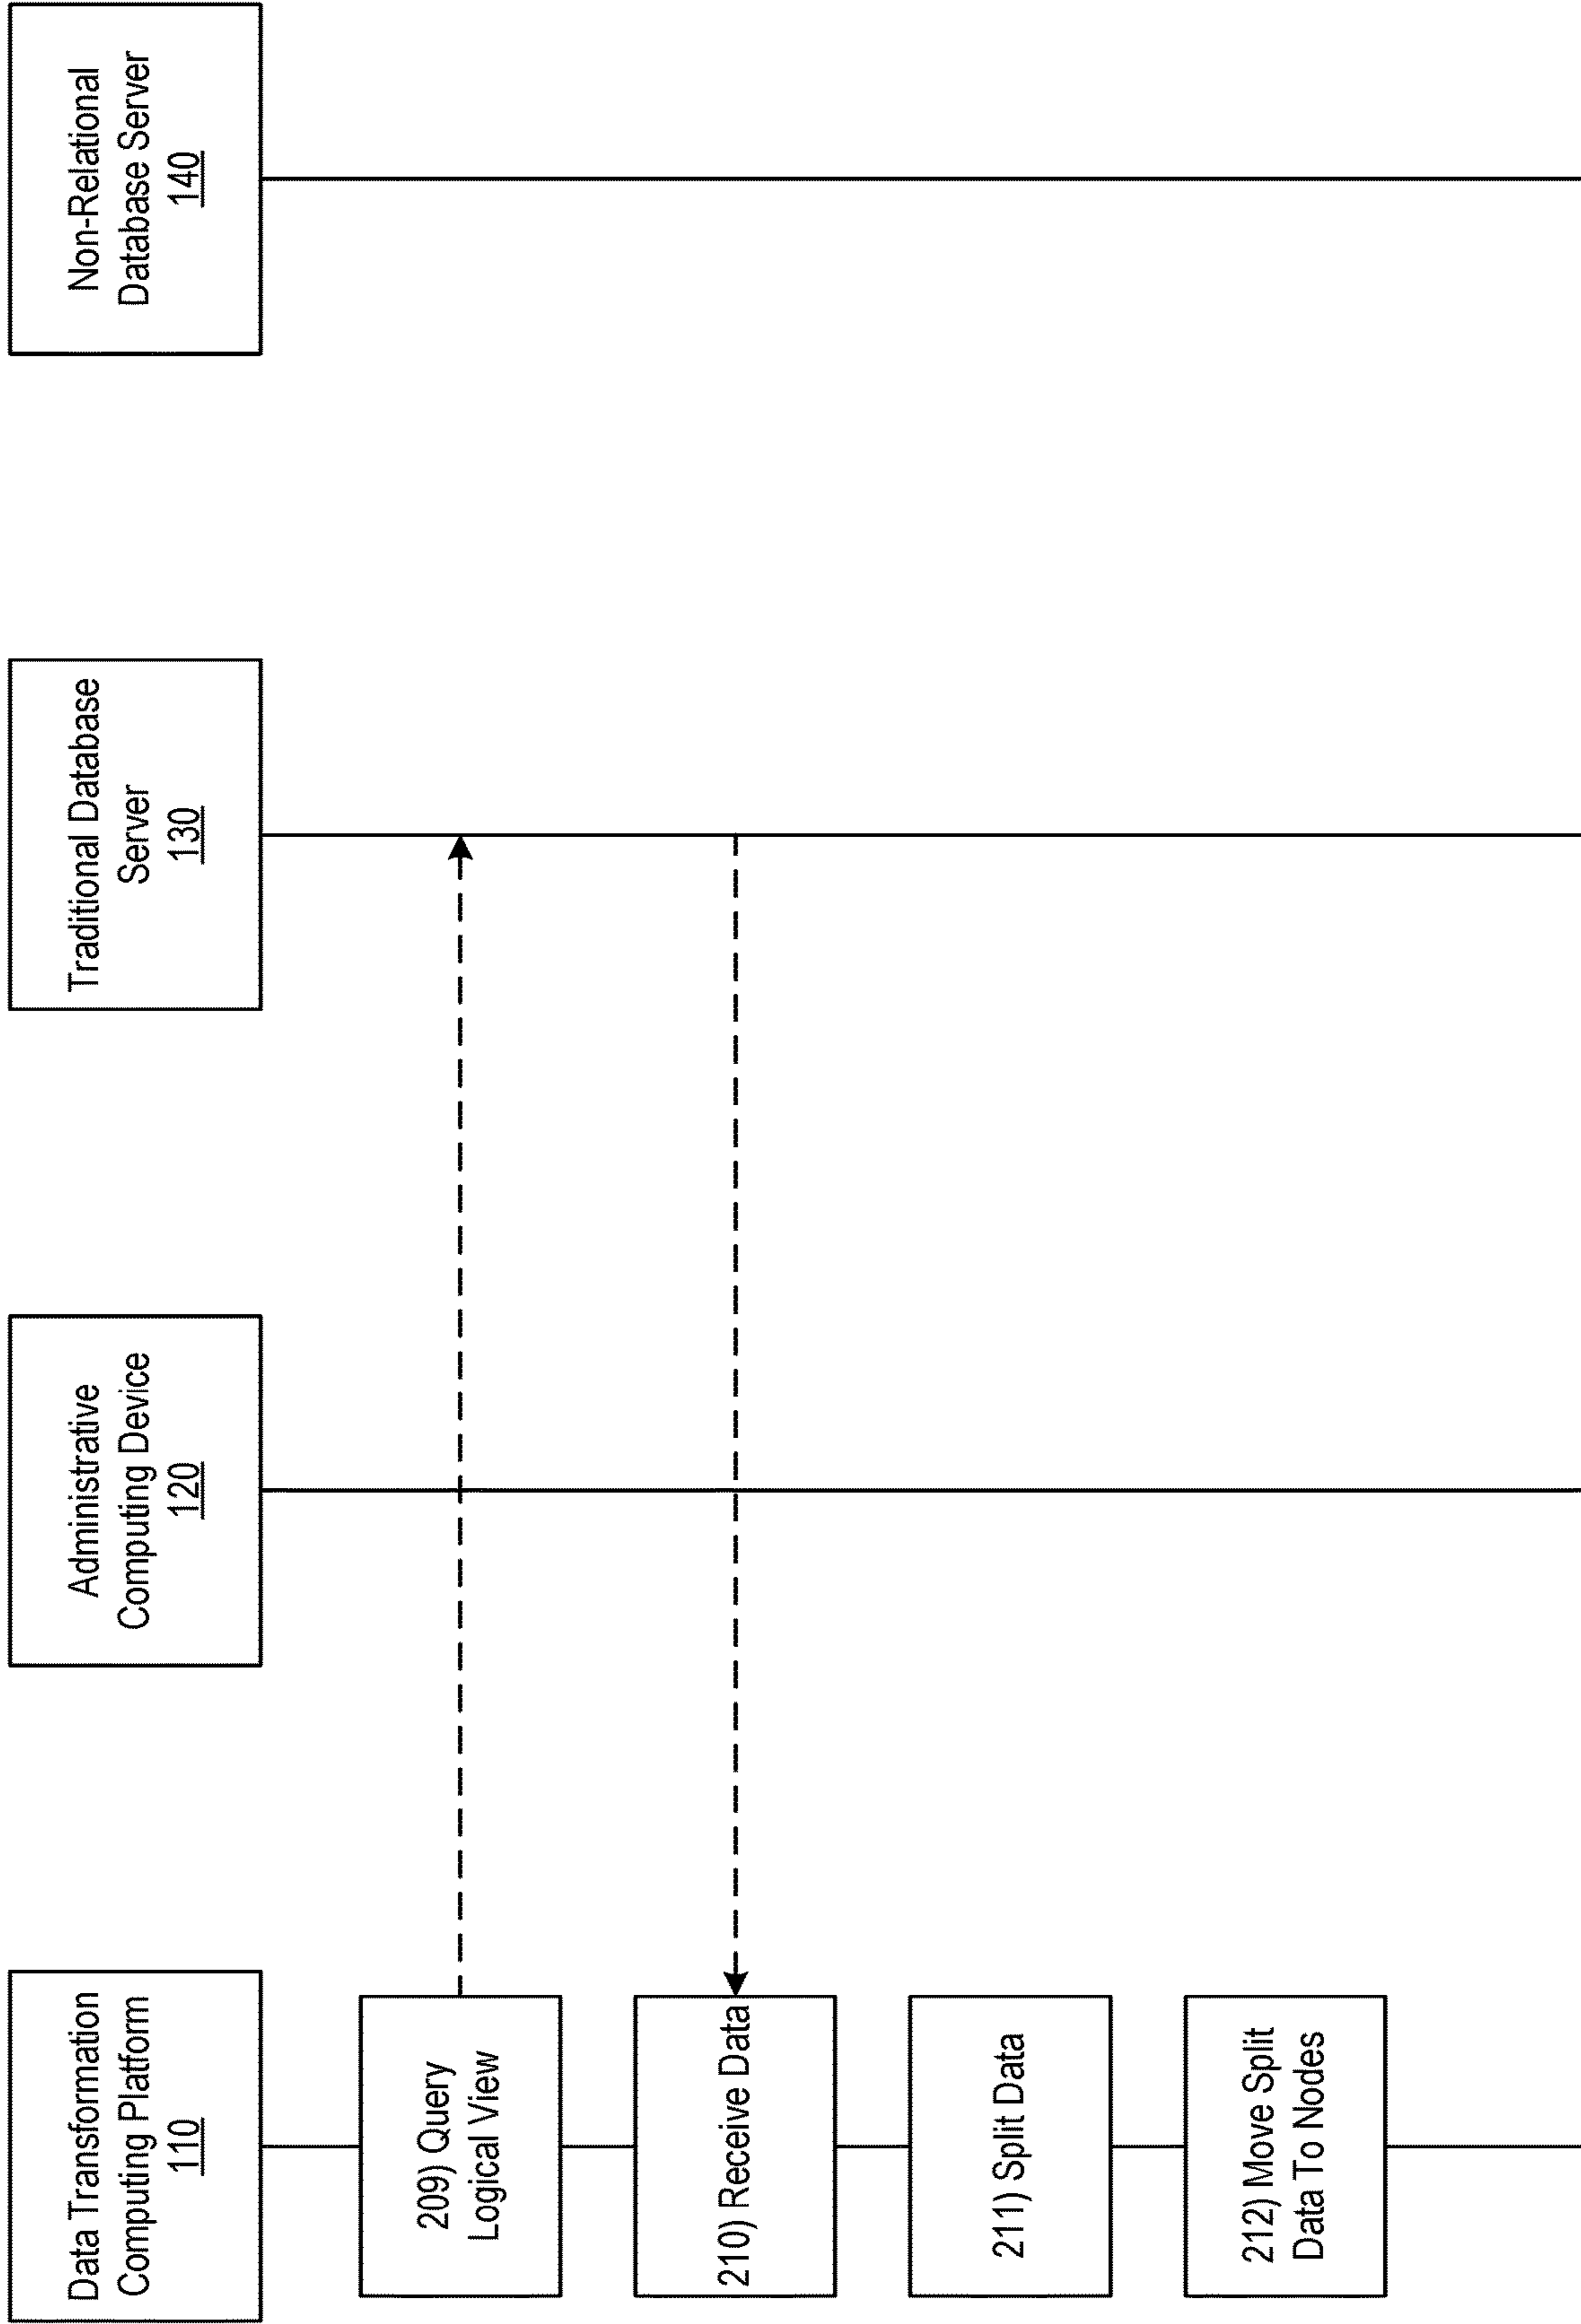 Data Transformation
Computing Platform
110
Administrative
Computing Device
120
Traditional Database
Server
130
Non-Relational
Database Server
140
209) Query
Logical View
210) Receive Data
211) Split Data
212) Move Split
Data To Nodes